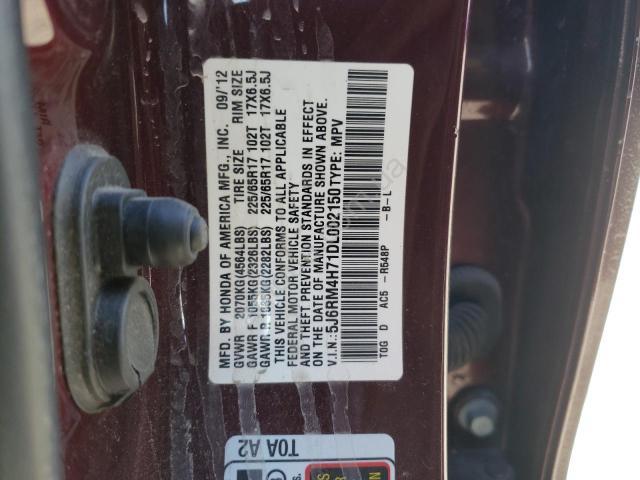 MFD. BY HONDA OF AMERICA MFG., INC. 09/'12
GVWR 2070KG(4564LBS) TIRE SIZE RIM SIZE
GAWR F 1055KG(2326LBS) 225/65R17 102T 17X6.5J
GAWR R 1035KG(2282LBS) 225/65R17 102T 17X6.5J
THIS VEHICLE CONFORMS TO ALL APPLICABLE
FEDERAL MOTOR VEHICLE SAFETY
AND THEFT PREVENTION STANDARDS IN EFFECT
ON THE DATE OF MANUFACTURE SHOWN ABOVE.
V.I.N.: 5J6RM4H71DL002150 TYPE: MPV
TOG D AC5 -R548P -B-L
T0A A2